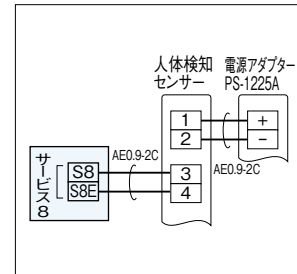 人体検知
センサー
電源アダプター
PS-1225A
1
2
+
−
AE0.9-2C
AE0.9-2C
サービス8
S8
S8E
3
4